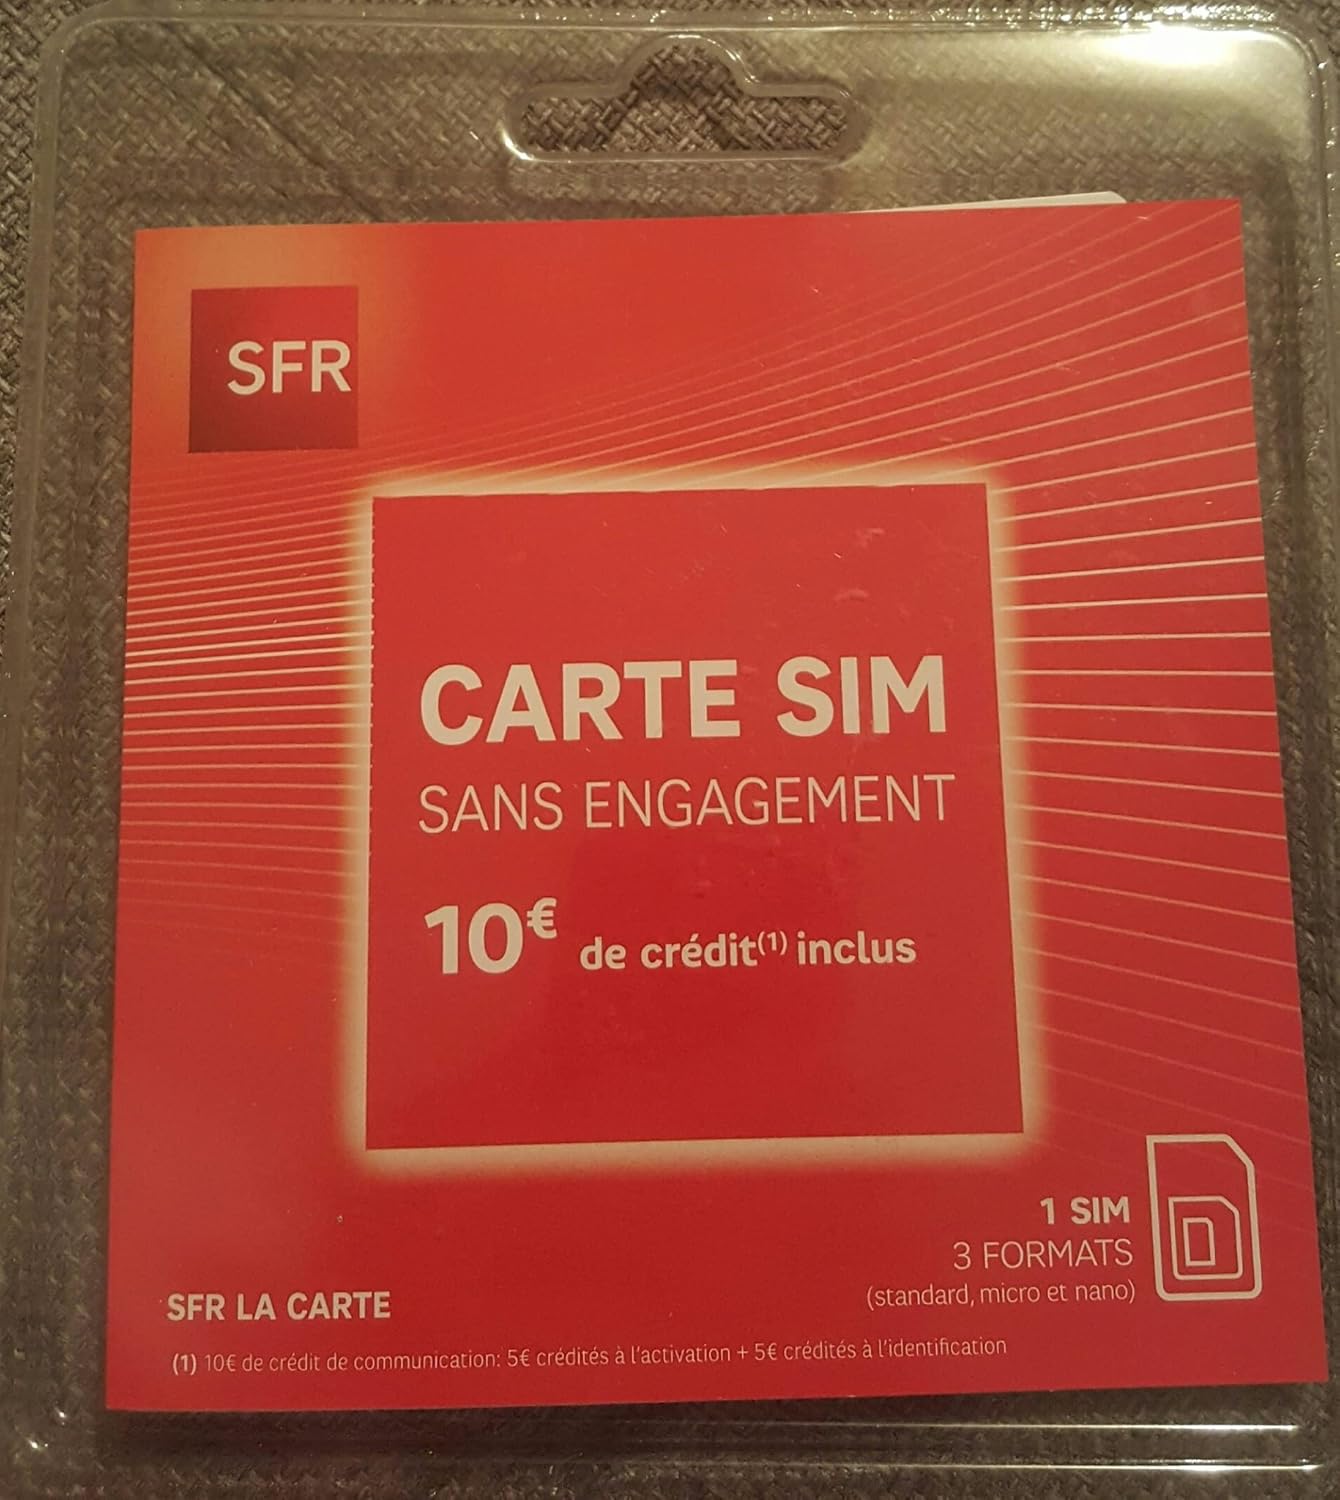 SFR
CARTE SIM
SANS ENGAGEMENT
10€ de crédit(1) inclus
1 SIM
3 FORMATS
(standard, micro et nano)
SFR LA CARTE
(1) 10€ de crédit de communication: 5€ crédités à l'activation + 5€ crédités à l'identification